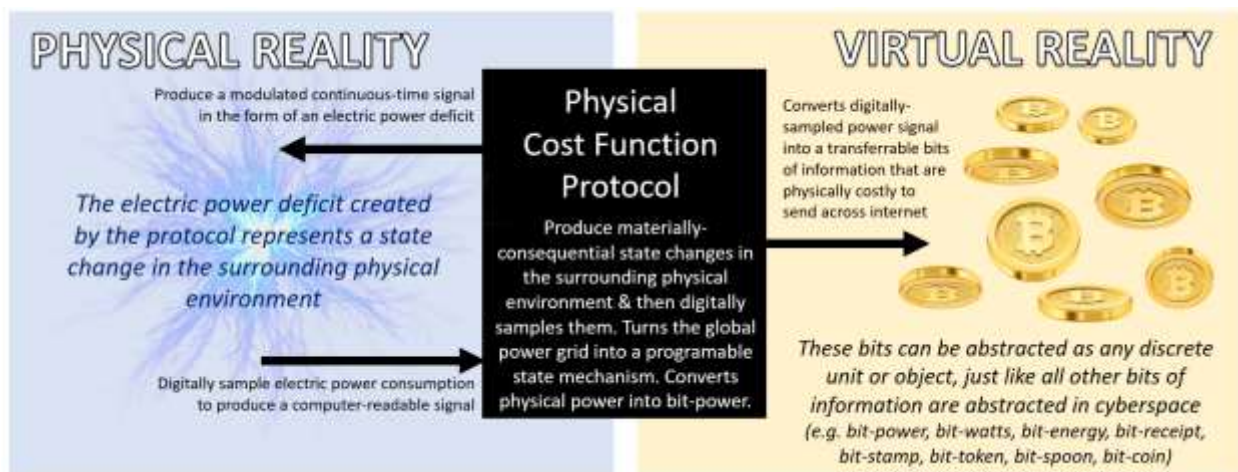 PHYSICAL REALITY
Produce a modulated continuous-time signal
in the form of an electric power deficit
The electric power deficit created
by the protocol represents a state
change in the surrounding physical
environment
Digitally sample electric power consumption
to produce a computer-readable signal
Physical
Cost Function
Protocol
Produce materially-
consequential state changes in
the surrounding physical
environment & then digitally
samples them. Turns the global
power grid into a programable
state mechanism. Converts
physical power into bit-power.
VIRTUAL REALITY
Converts digitally-
sampled power signal
into a transferrable bits
of information that are
physically costly to
send across internet
These bits can be abstracted as any discrete
unit or object, just like all other bits of
information are abstracted in cyberspace
(e.g. bit-power, bit-watts, bit-energy, bit-receipt,
bit-stamp, bit-token, bit-spoon, bit-coin)